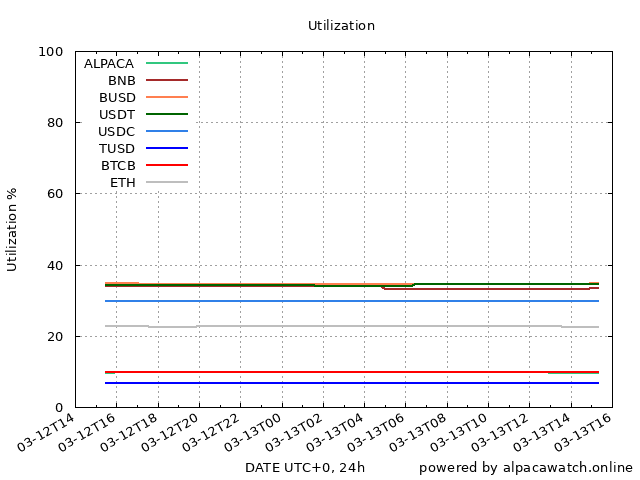 Utilization
100
80
60
40
20
0
Utilization %
ALPACA
BNB
BUSD
USDT
USDC
TUSD
BTCB
ETH
03-12T14
03-12T16
03-12T18
03-12T20
03-12T22
03-13T00
03-13T02
03-13T04
03-13T06
03-13T08
03-13T10
03-13T12
03-13T14
03-13T16
DATE UTC+0, 24h
powered by alpacawatch.online